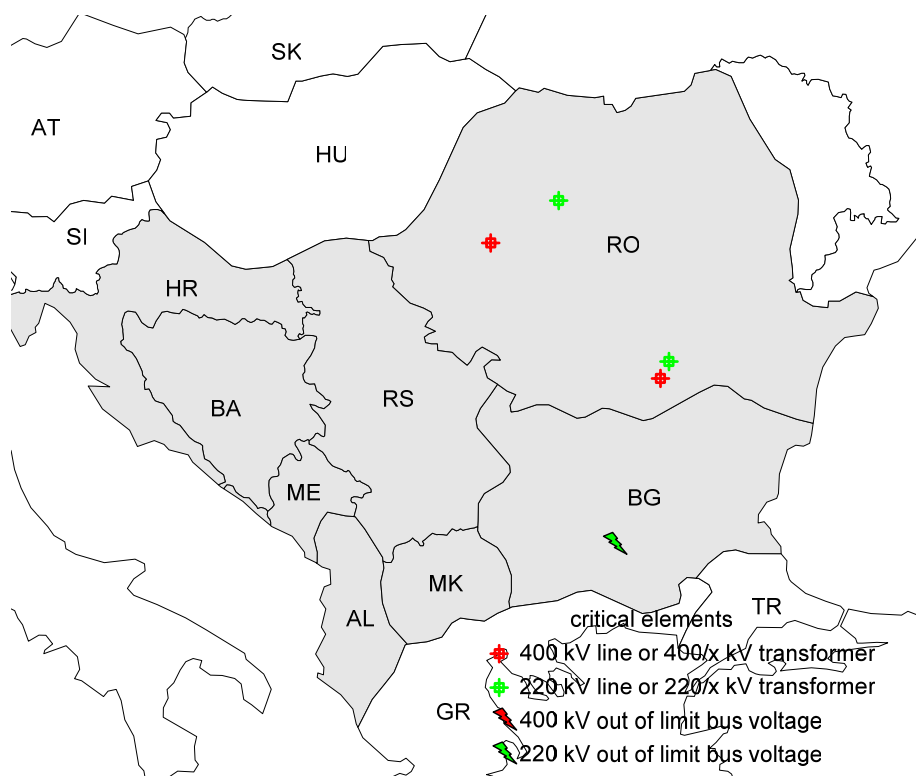 SK
AT
HU
SI
RO
HR
RS
BA
ME
BG
MK
TR
AL
critical elements
400 kV line or 400/x kV transformer
220 kV line or 220/x kV transformer
GR
400 kV out of limit bus voltage
220 kV out of limit bus voltage